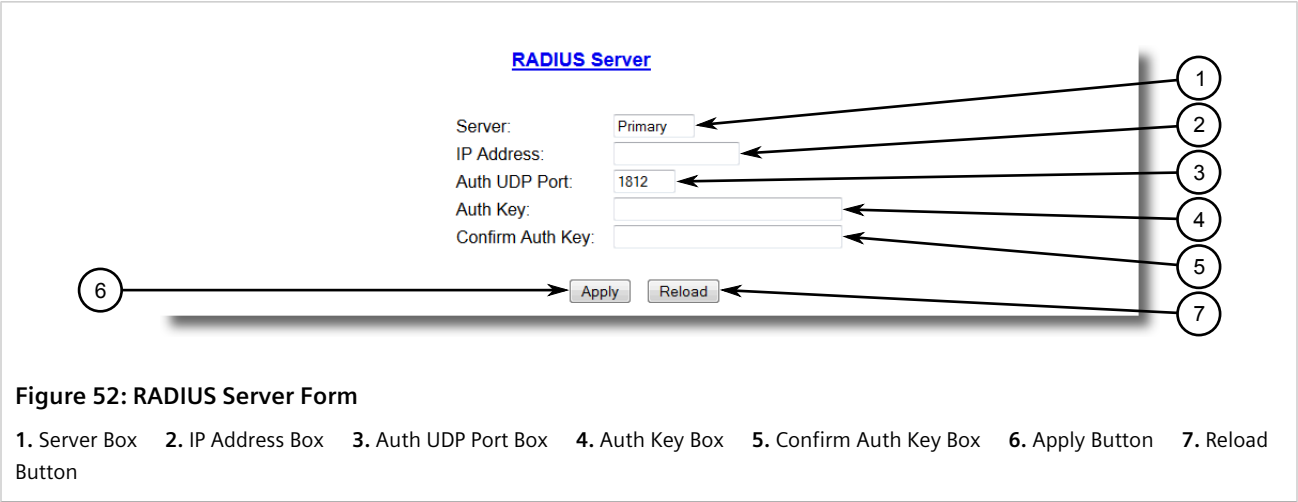 RADIUS Server
1
Server: Primary
2
IP Address:
3
Auth UDP Port: 1812
Auth Key:
4
Confirm Auth Key:
5
6
Apply Reload
7
Figure 52: RADIUS Server Form
1. Server Box 2. IP Address Box 3. Auth UDP Port Box 4. Auth Key Box 5. Confirm Auth Key Box 6. Apply Button 7. Reload
Button